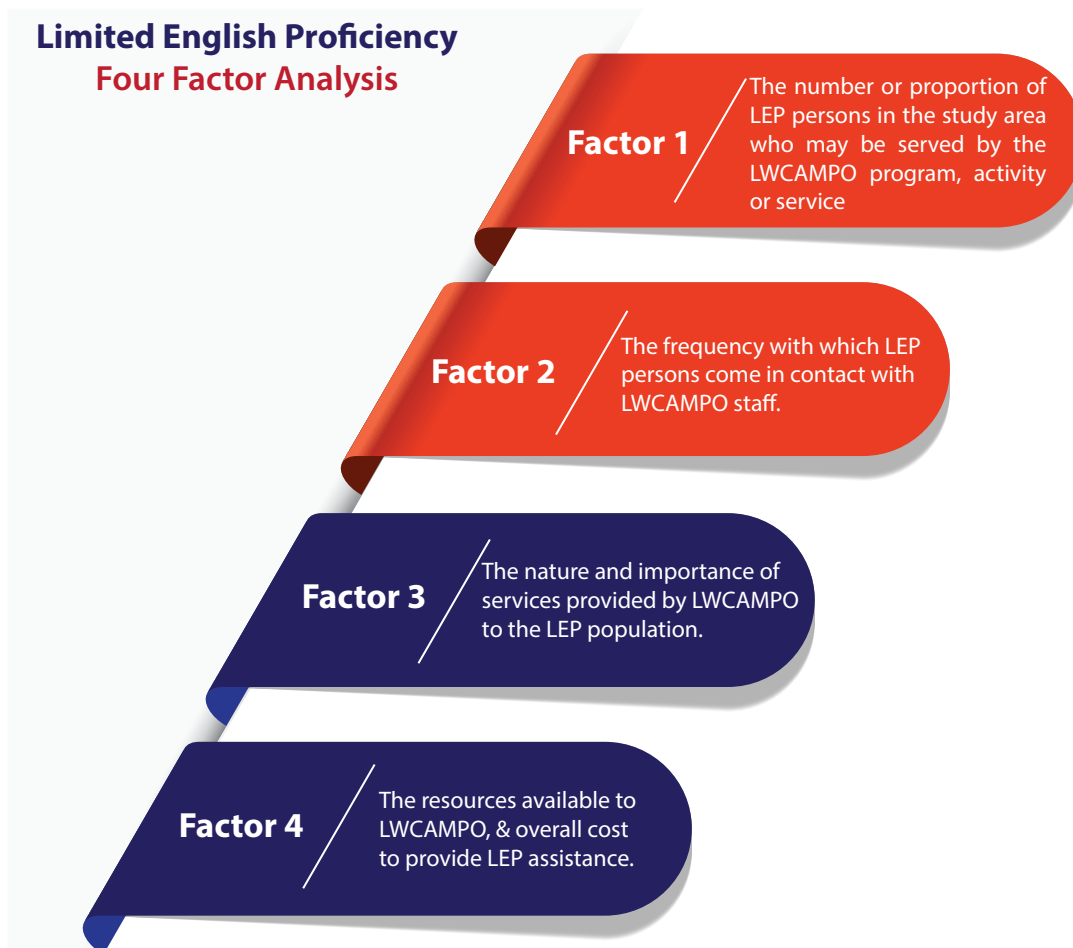 Limited English Proficiency
Four Factor Analysis
Factor 1
The number or proportion of
LEP persons in the study area
who may be served by the
LWCAMPO program, activity
or service
Factor 2
The frequency with which LEP
persons come in contact with
LWCAMPO staff.
Factor 3
The nature and importance of
services provided by LWCAMPO
to the LEP population.
Factor 4
The resources available to
LWCAMPO, & overall cost
to provide LEP assistance.